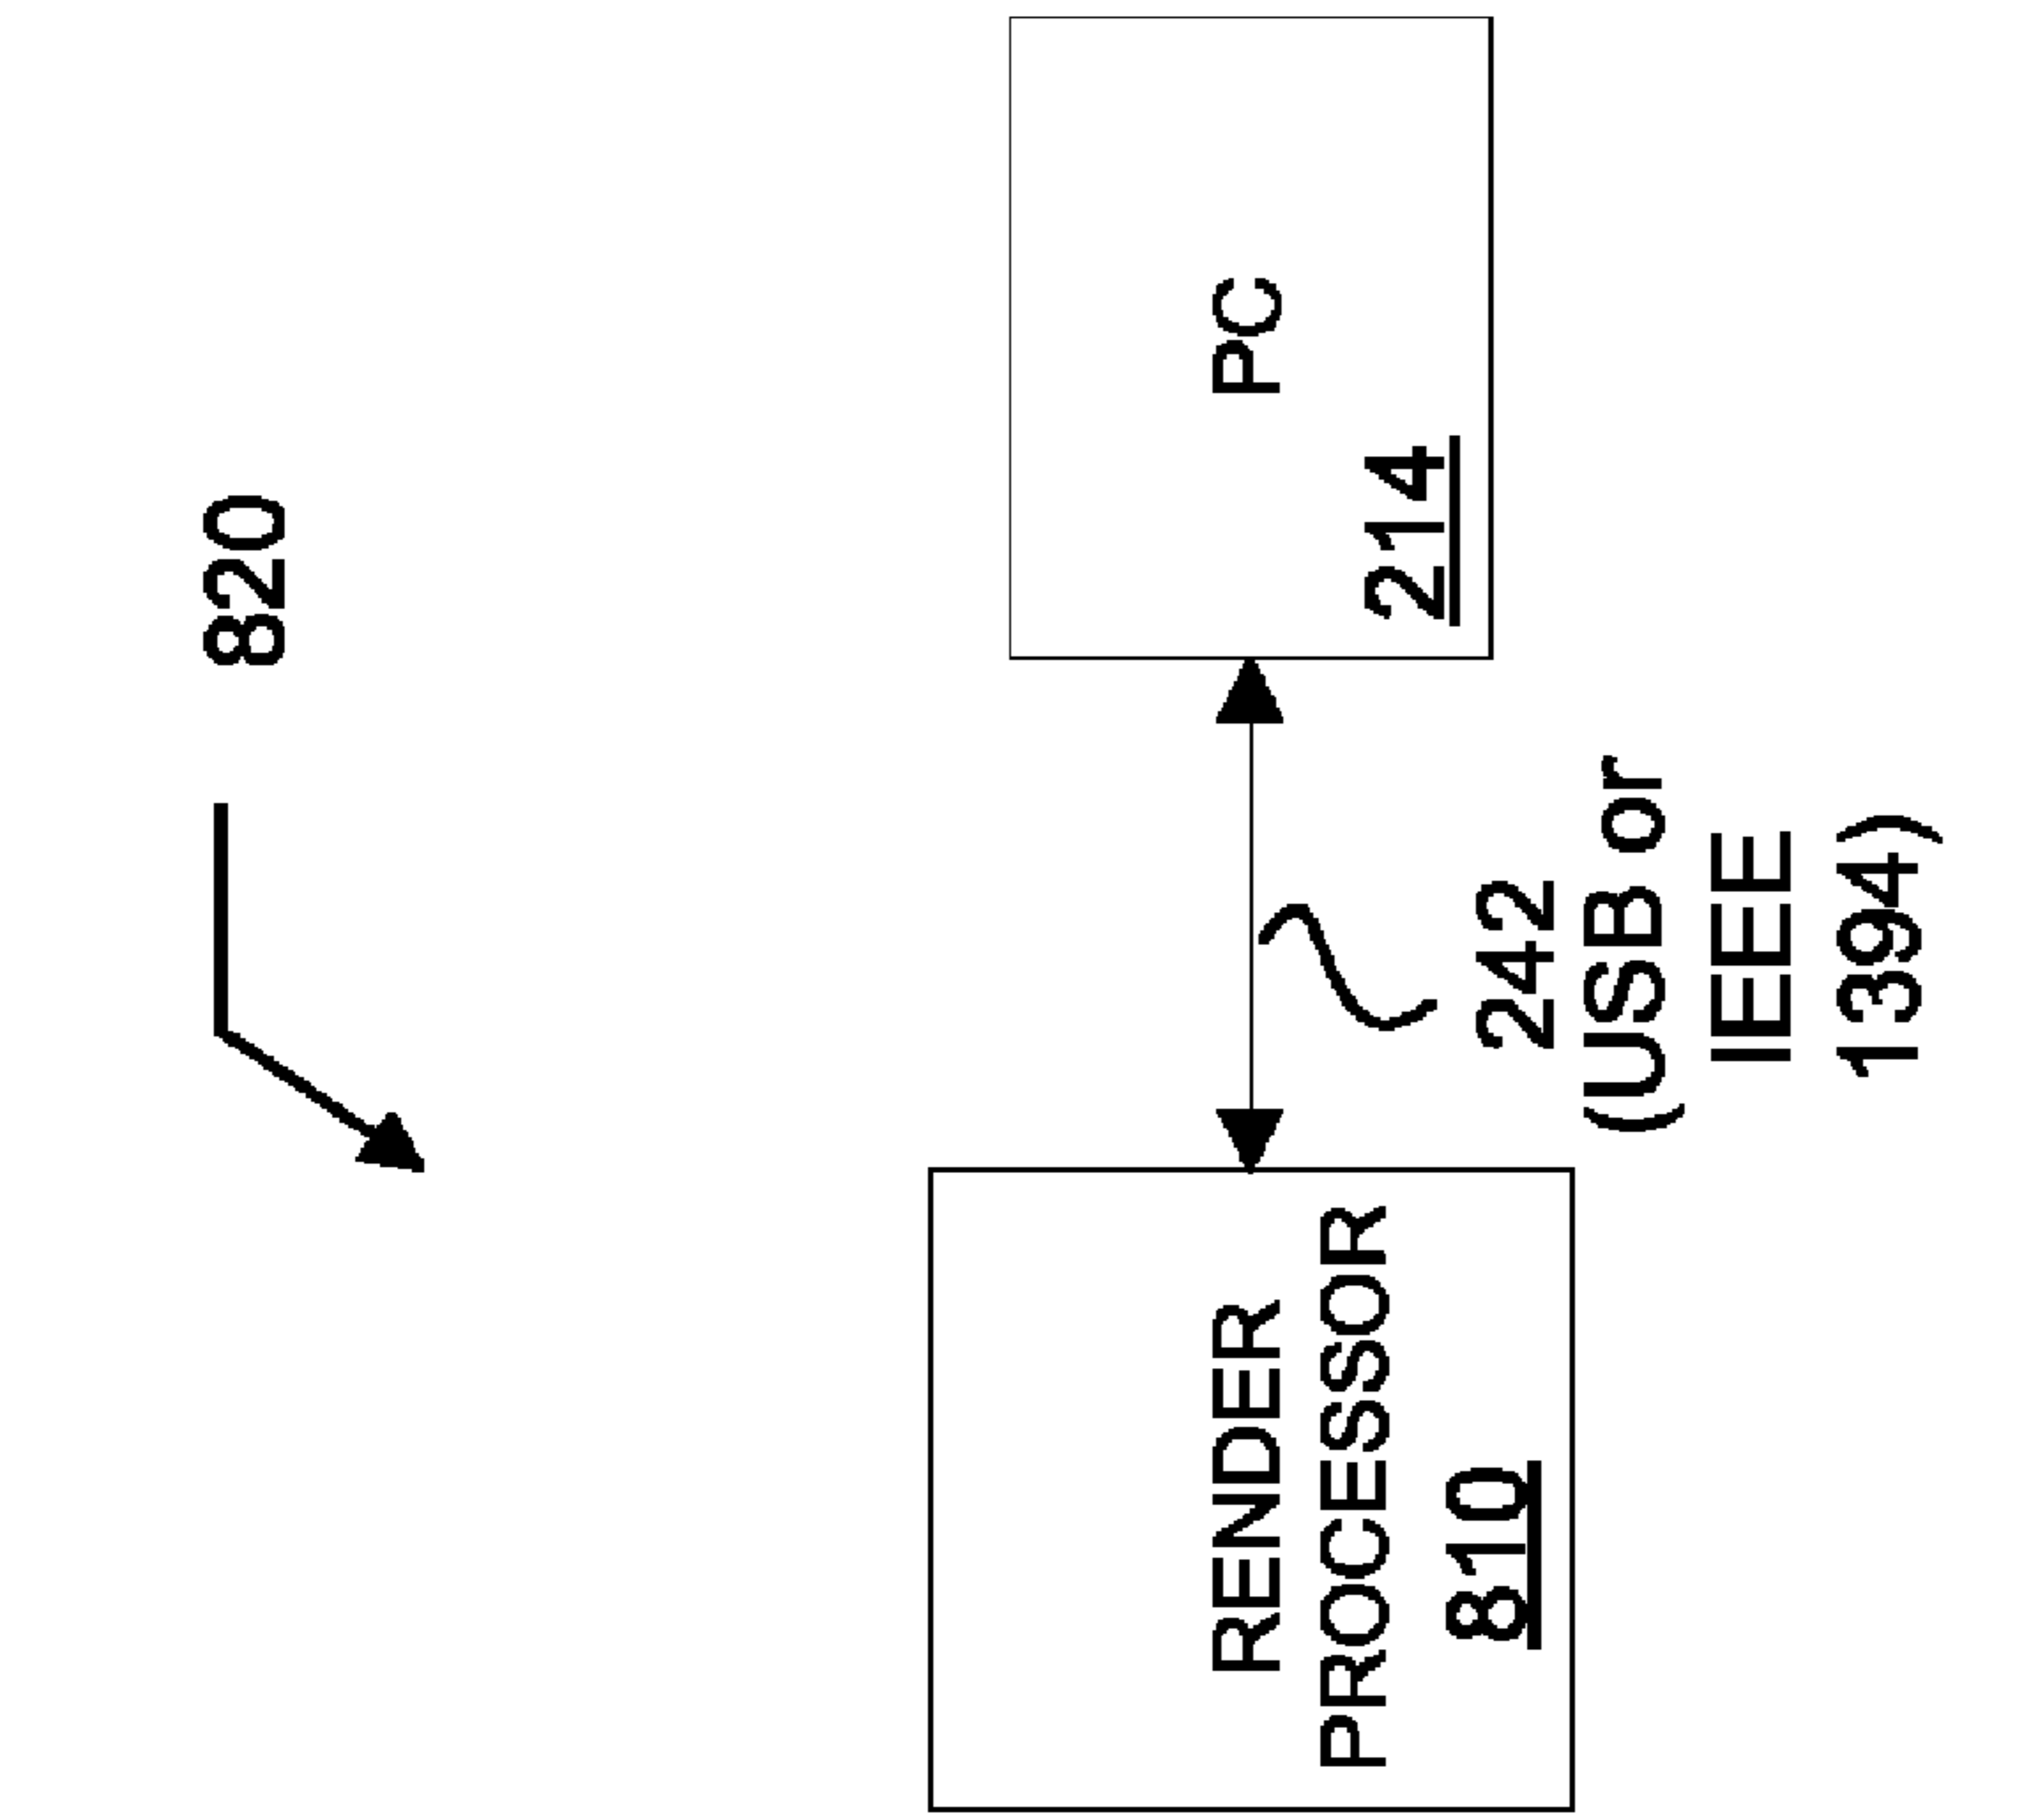 820
RENDER
PROCESSOR
810
242
(USB or
IEEE
1394)
PC
214